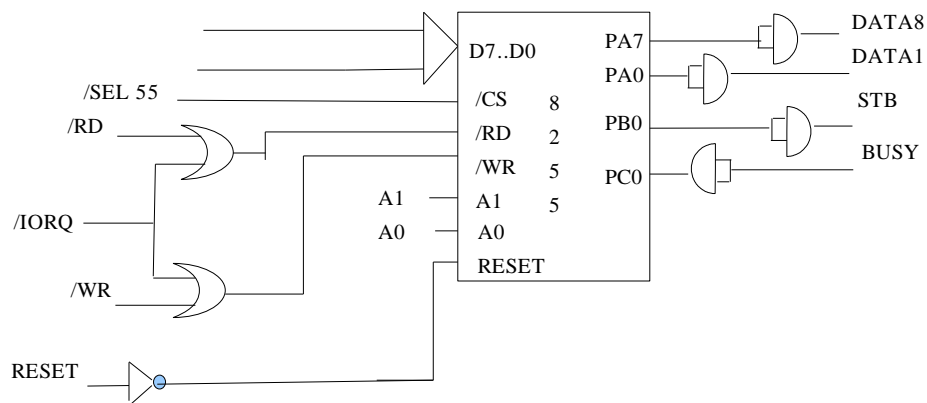 DATA8
PA7
D7..D0
DATA1
PA0
/SEL 55
/CS 8
STB
/RD
/RD 2
PB0
BUSY
/WR 5
PC0
A1
A1 5
/IORQ
A0
A0
RESET
/WR
RESET